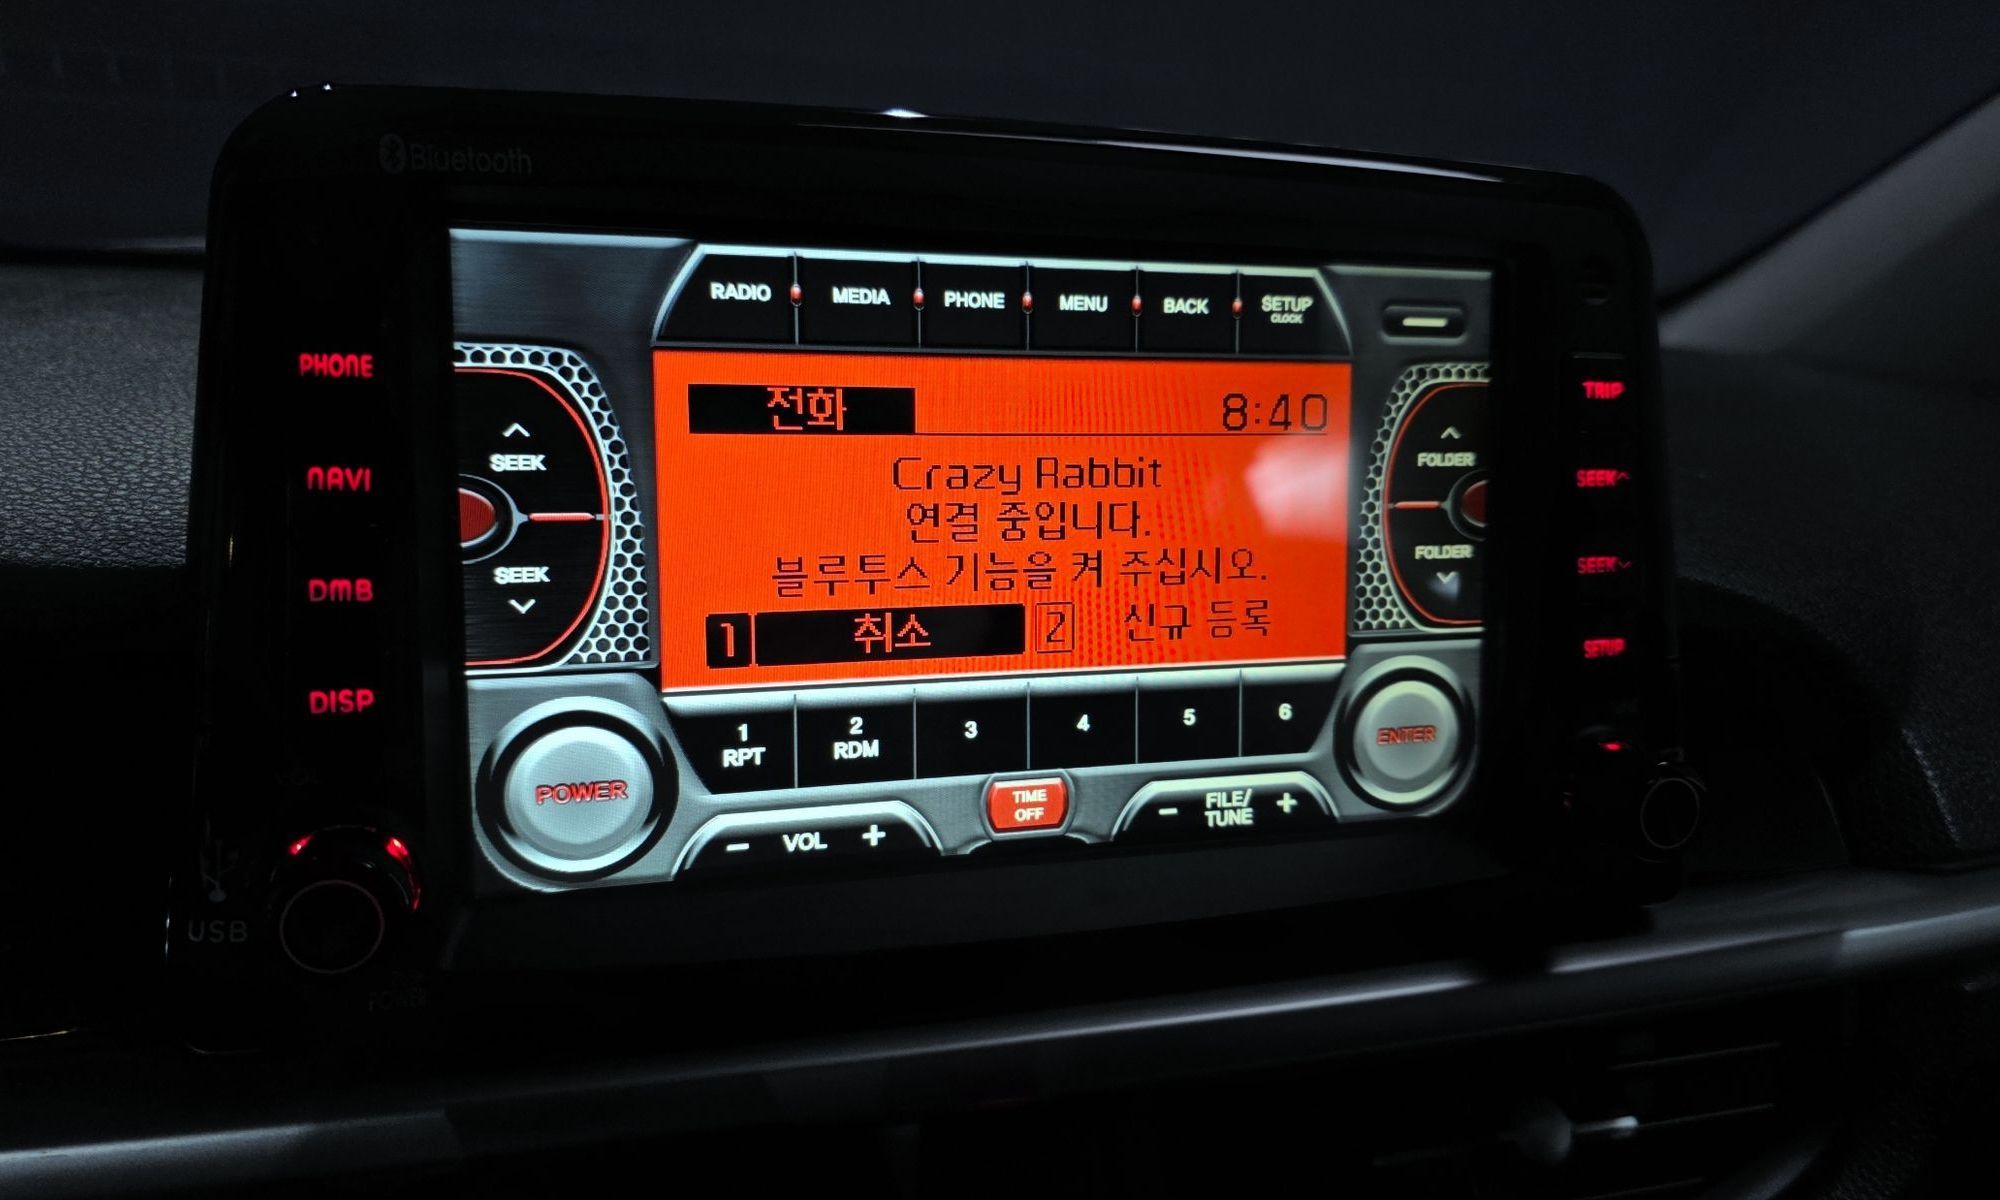 Bluetooth
RADIO MEDIA PHONE MENU BACK SETUP
CLOCK
PHONE
NAVI
DMB
DISP
SEEK
SEEK
전화 8:40
Crazy Rabbit
연결 중입니다.
블루투스 기능을 켜 주십시오.
1 취소 2 신규 등록
FOLDER
FOLDER
TRIP
SEEK
SEEK
SETUP
1 2 3 4 5 6
RPT RDM
POWER
ENTER
TIME
OFF
- VOL +
- FILE/ +
TUNE
USB
POWER